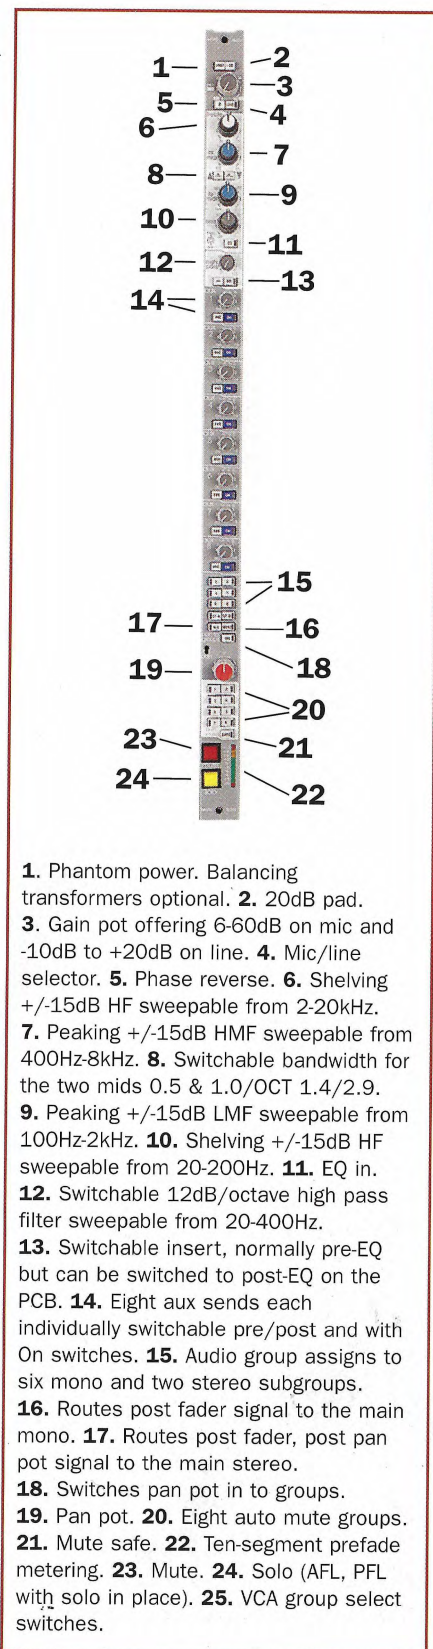 1
2
3
5
4
6
7
8
9
10
11
12
13
14
15
17
16
18
19
20
23
21
24
22
1. Phantom power. Balancing
transformers optional. 2. 20dB pad.
3. Gain pot offering 6-60dB on mic and
-10dB to +20dB on line. 4. Mic/line
selector. 5. Phase reverse. 6. Shelving
+/-15dB HF sweepable from 2-20kHz.
7. Peaking +/-15dB HMF sweepable from
400Hz-8kHz. 8. Switchable bandwidth for
the two mids 0.5 & 1.0/OCT 1.4/2.9.
9. Peaking +/-15dB LMF sweepable from
100Hz-2kHz. 10. Shelving +/-15dB HF
sweepable from 20-200Hz. 11. EQ in.
12. Switchable 12dB/octave high pass
filter sweepable from 20-400Hz.
13. Switchable insert, normally pre-EQ
but can be switched to post-EQ on the
PCB. 14. Eight aux sends each
individually switchable pre/post and with
On switches. 15. Audio group assigns to
six mono and two stereo subgroups.
16. Routes post fader signal to the main
mono. 17. Routes post fader, post pan
pot signal to the main stereo.
18. Switches pan pot in to groups.
19. Pan pot. 20. Eight auto mute groups.
21. Mute safe. 22. Ten-segment prefade
metering. 23. Mute. 24. Solo (AFL, PFL
with solo in place). 25. VCA group select
switches.